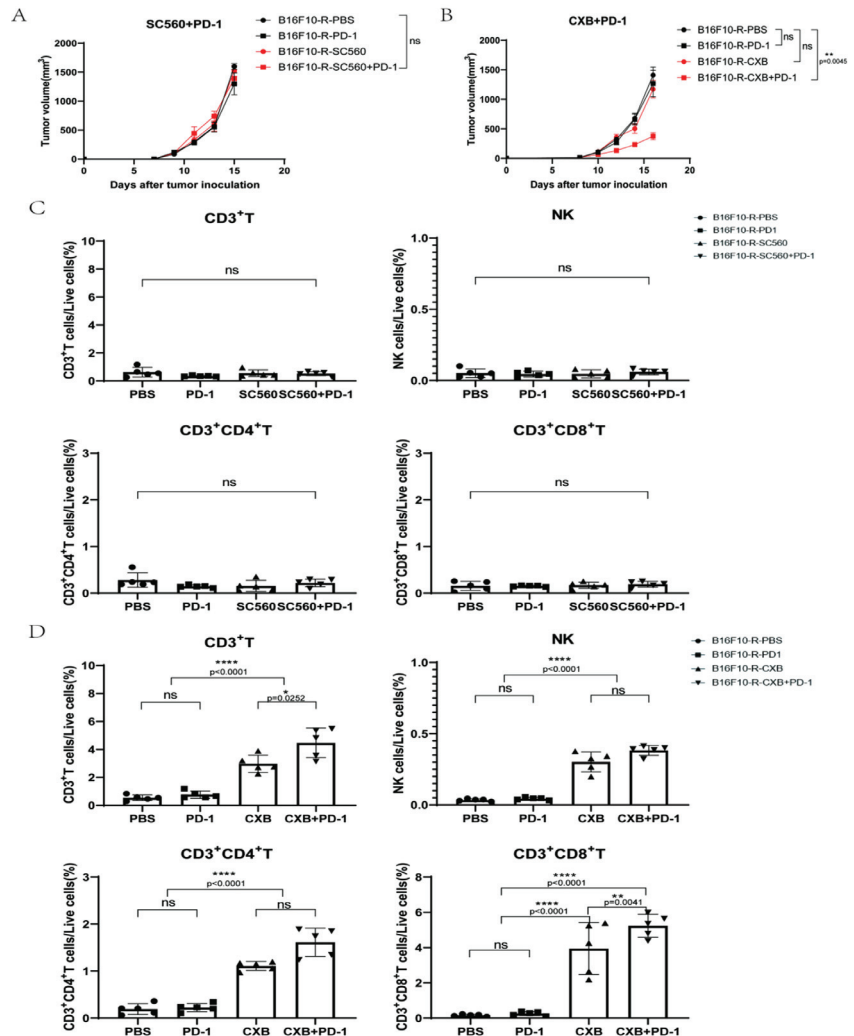 A
SC560+PD-1
Tumor volume(mm³)
2000
1500
1000
500
0
0 5 10 15 20
Days after tumor inoculation
B16F10-R-PBS
B16F10-R-PD-1
B16F10-R-SC560
B16F10-R-SC560+PD-1
ns
B
CXB+PD-1
Tumor volume(mm³)
2000
1500
1000
500
0
0 5 10 15 20
Days after tumor inoculation
B16F10-R-PBS
B16F10-R-PD-1
B16F10-R-CXB
B16F10-R-CXB+PD-1
ns
ns
**
p=0.0045
C
CD3⁺T
CD3⁺T cells/Live cells(%)
10
8
6
4
2
0
ns
PBS PD-1 SC560 SC560+PD-1
NK
NK cells/Live cells(%)
1.0
0.5
0.0
ns
PBS PD-1 SC560 SC560+PD-1
B16F10-R-PBS
B16F10-R-PD1
B16F10-R-SC560
B16F10-R-SC560+PD-1
CD3⁺CD4⁺T
CD3⁺CD4⁺T cells/Live cells(%)
3
2
1
0
ns
PBS PD-1 SC560 SC560+PD-1
CD3⁺CD8⁺T
CD3⁺CD8⁺T cells/Live cells(%)
3
2
1
0
ns
PBS PD-1 SC560 SC560+PD-1
D
CD3⁺T
CD3⁺T cells/Live cells(%)
10
8
6
4
2
0
****
p<0.0001
ns
*
p=0.0252
PBS PD-1 CXB CXB+PD-1
NK
NK cells/Live cells(%)
1.0
0.5
0.0
****
p<0.0001
ns
ns
PBS PD-1 CXB CXB+PD-1
B16F10-R-PBS
B16F10-R-PD1
B16F10-R-CXB
B16F10-R-CXB+PD-1
CD3⁺CD4⁺T
CD3⁺CD4⁺T cells/Live cells(%)
3
2
1
0
****
p<0.0001
ns
ns
PBS PD-1 CXB CXB+PD-1
CD3⁺CD8⁺T
CD3⁺CD8⁺T cells/Live cells(%)
8
6
4
2
0
****
p<0.0001
****
p<0.0001
**
p=0.0041
ns
PBS PD-1 CXB CXB+PD-1